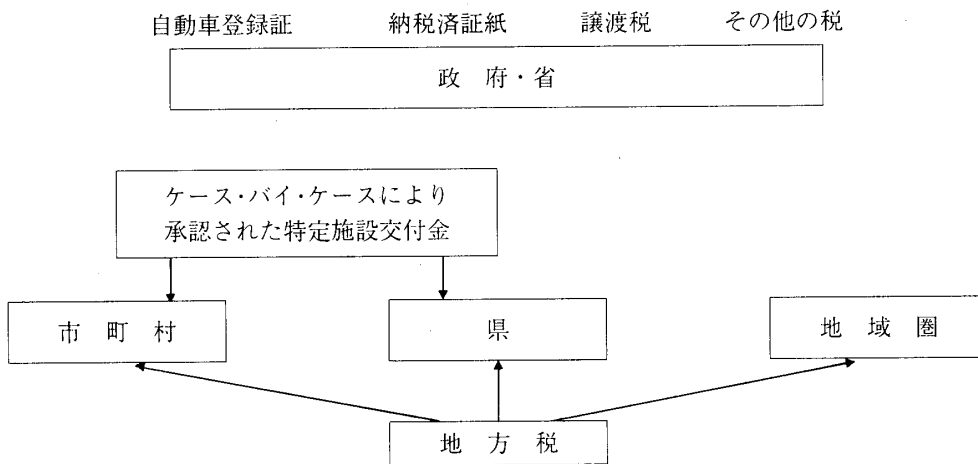 自動車登録証 納税済証紙 譲渡税 その他の税
政府・省
ケース・バイ・ケースにより
承認された特定施設交付金
市町村 県 地域圏
地方税